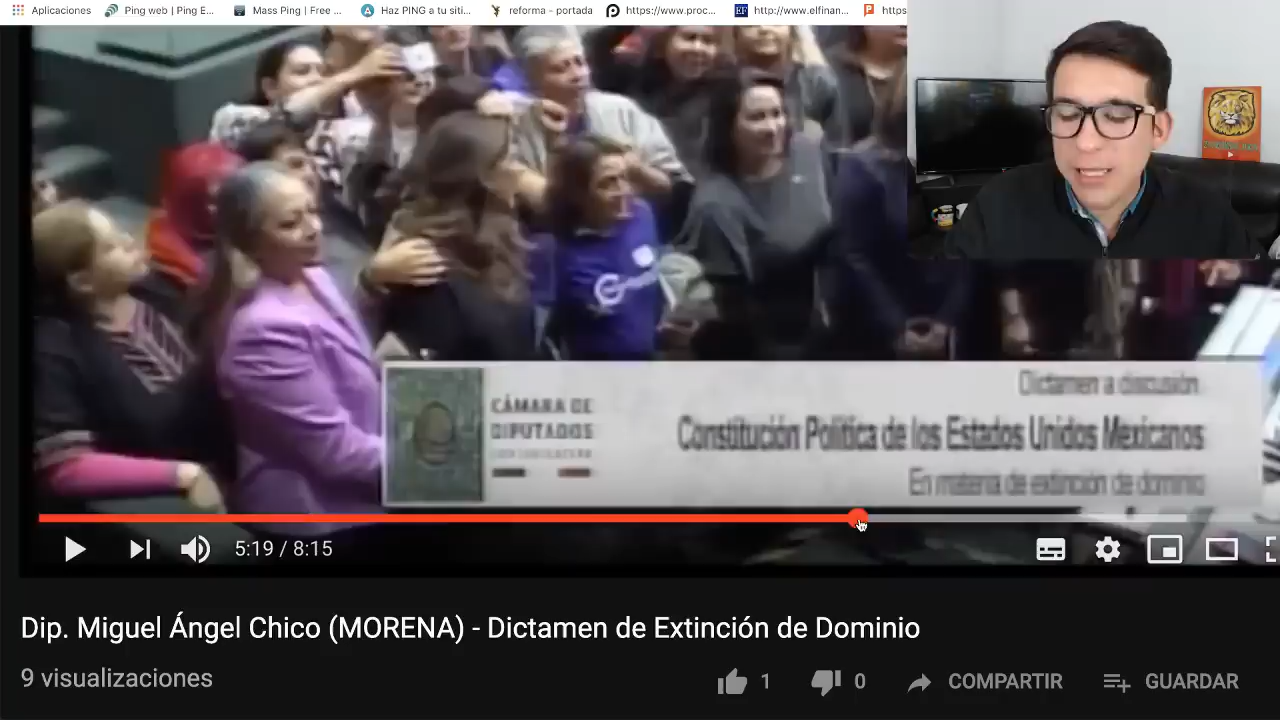 Aplicaciones Ping web | Ping E... Mass Ping | Free ... Haz PING a tu siti... reforma - portada https://www.proc... http://www.elfinan... https
Dictamen a discusión
CÁMARA DE
DIPUTADOS
Constitución Política de los Estados Unidos Mexicanos
En materia de extinción de dominio
5:19 / 8:15
Dip. Miguel Ángel Chico (MORENA) - Dictamen de Extinción de Dominio
9 visualizaciones
1 0 COMPARTIR GUARDAR